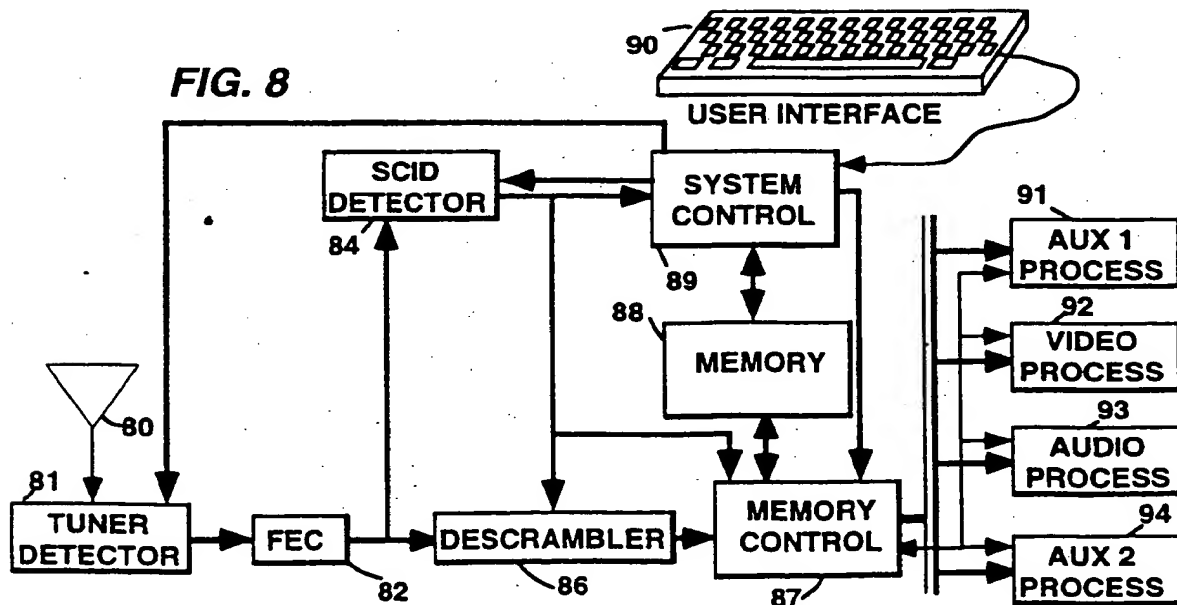 FIG. 8
90
USER INTERFACE
SCID
DETECTOR
84
SYSTEM
CONTROL
89
88
MEMORY
80
81
TUNER
DETECTOR
FEC
82
DESCRAMBLER
86
MEMORY
CONTROL
87
91
AUX 1
PROCESS
92
VIDEO
PROCESS
93
AUDIO
PROCESS
94
AUX 2
PROCESS